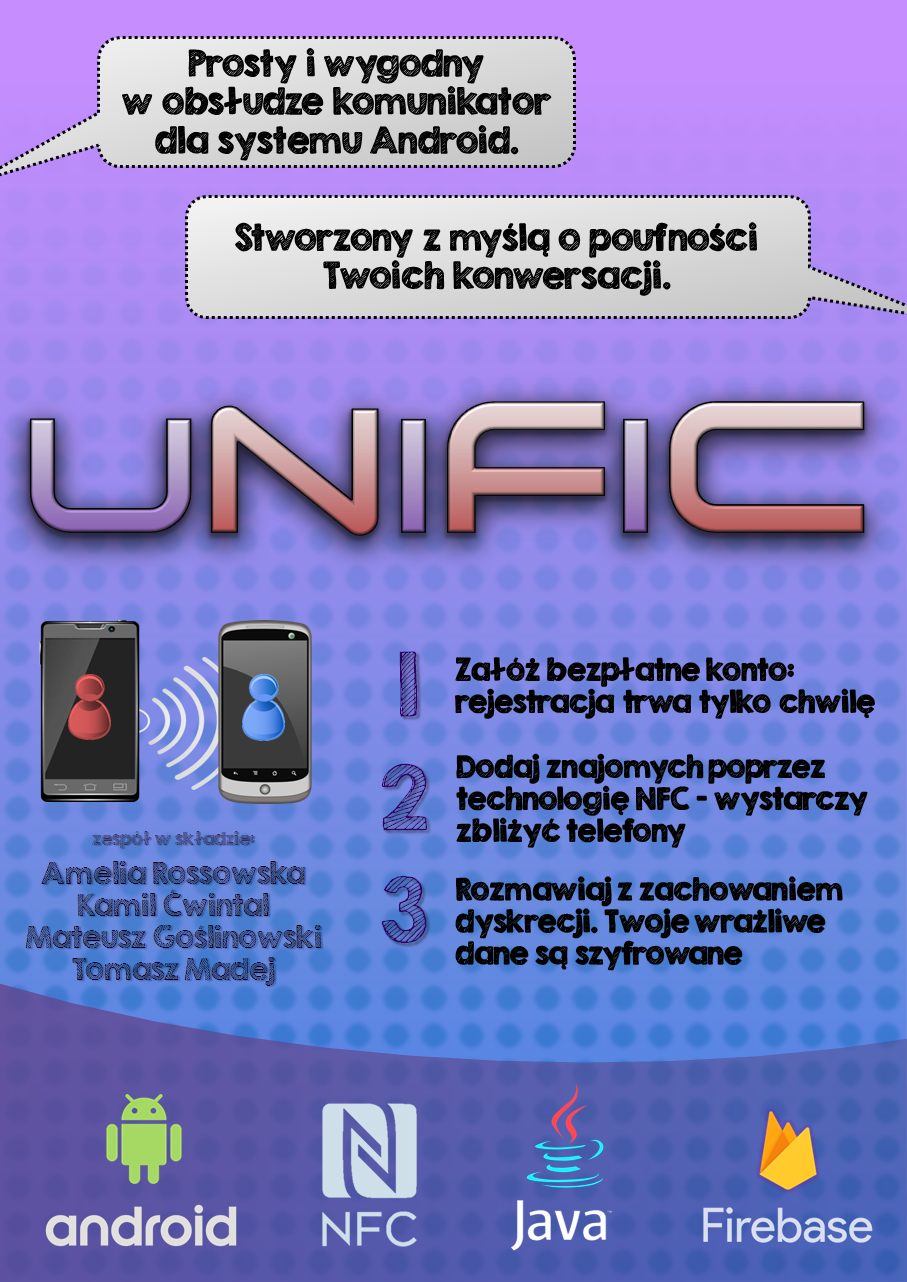 Prosty i wygodny
w obsłudze komunikator
dla systemu Android.
Stworzony z myślą o poufności
Twoich konwersacji.
UNIFIC
1
Załóż bezpłatne konto:
rejestracja trwa tylko chwilę
2
Dodaj znajomych poprzez
technologię NFC - wystarczy
zbliżyć telefony
3
Rozmawiaj z zachowaniem
dyskrecji. Twoje wrażliwe
dane są szyfrowane
zespół w składzie:
Amelia Rossowska
Kamil Ćwintal
Mateusz Goślinowski
Tomasz Madej
android
NFC
Java™
Firebase